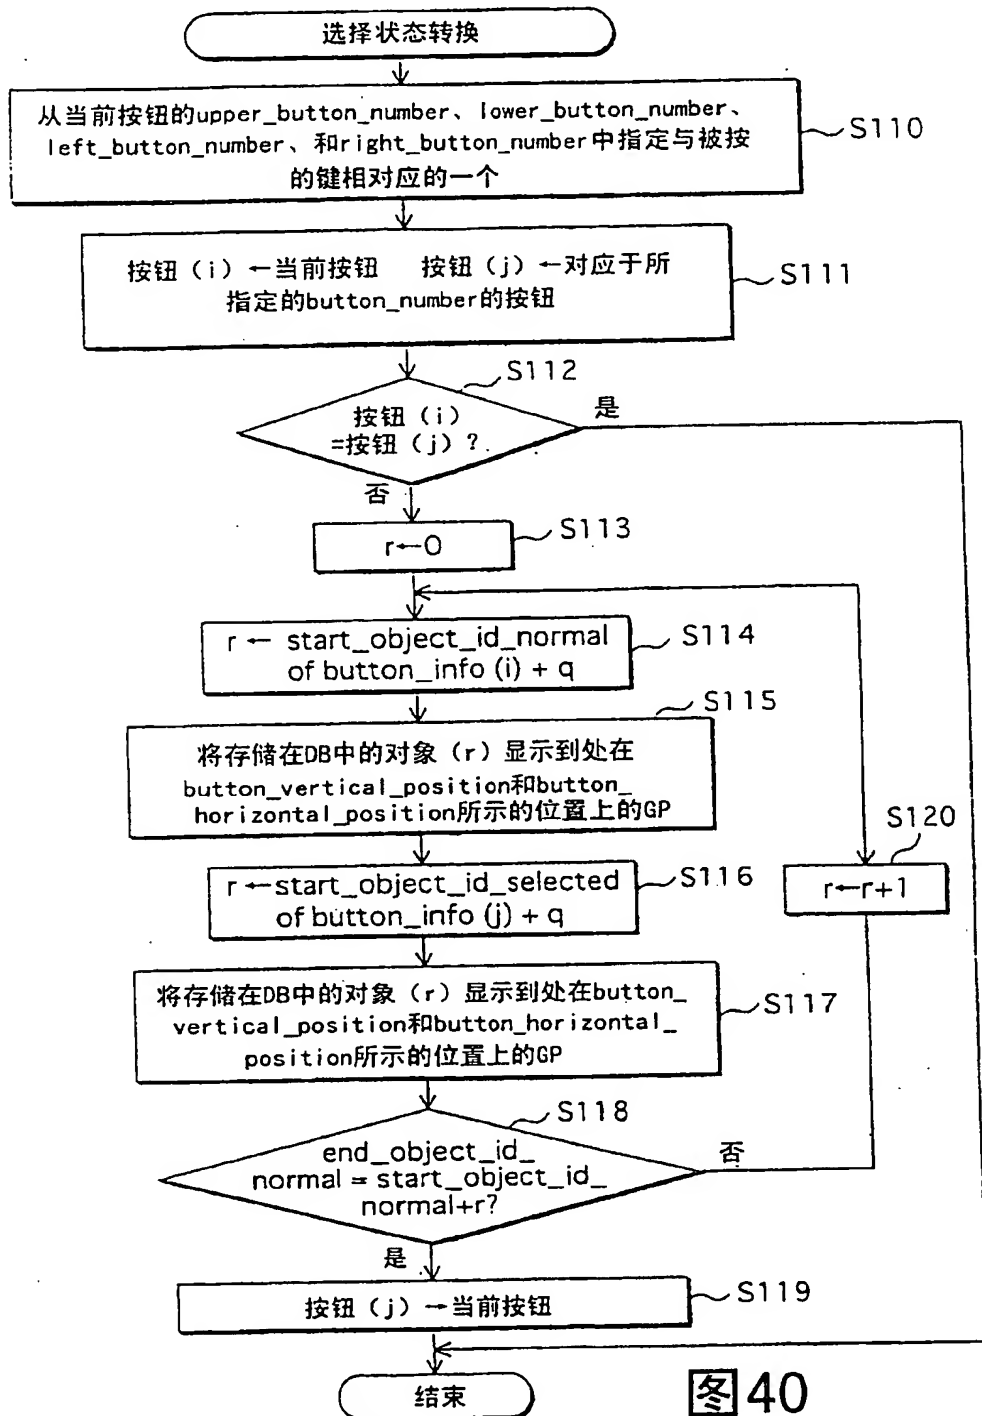 选择状态转换
从当前按钮的upper_button_number、lower_button_number、
left_button_number、和right_button_number中指定与被按
的键相对应的一个
S110
按钮（i）←当前按钮 按钮（j）←对应于所
指定的button_number的按钮
S111
S112
按钮（i）
=按钮（j）?
是
否
r←0
S113
r← start_object_id_normal
of button_info (i) + q
S114
S115
将存储在DB中的对象（r）显示到处在
button_vertical_position和button_
horizontal_position所示的位置上的GP
r←start_object_id_selected
of button_info (j) + q
S116
S120
r←r+1
将存储在DB中的对象（r）显示到处在button_
vertical_position和button_horizontal_
position所示的位置上的GP
S117
S118
end_object_id_
normal = start_object_id_
normal+r?
否
是
按钮（j）→当前按钮
S119
结束
图40